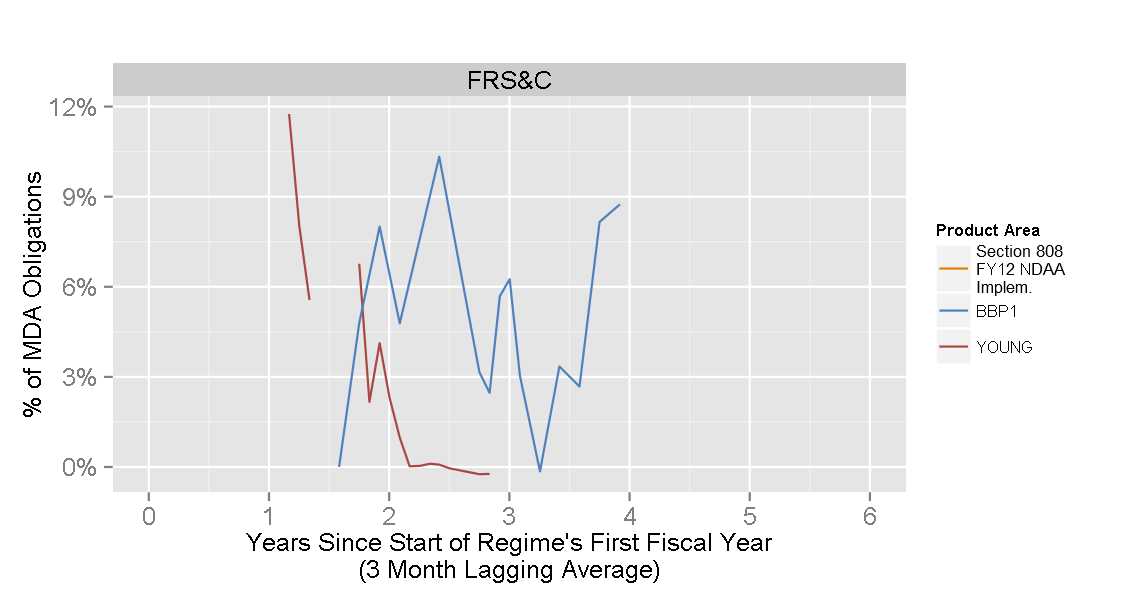 FRS&C
12%
9%
6%
3%
0%
% of MDA Obligations
0 1 2 3 4 5 6
Years Since Start of Regime's First Fiscal Year
(3 Month Lagging Average)
Product Area
Section 808
FY12 NDAA
Implem.
BBP1
YOUNG